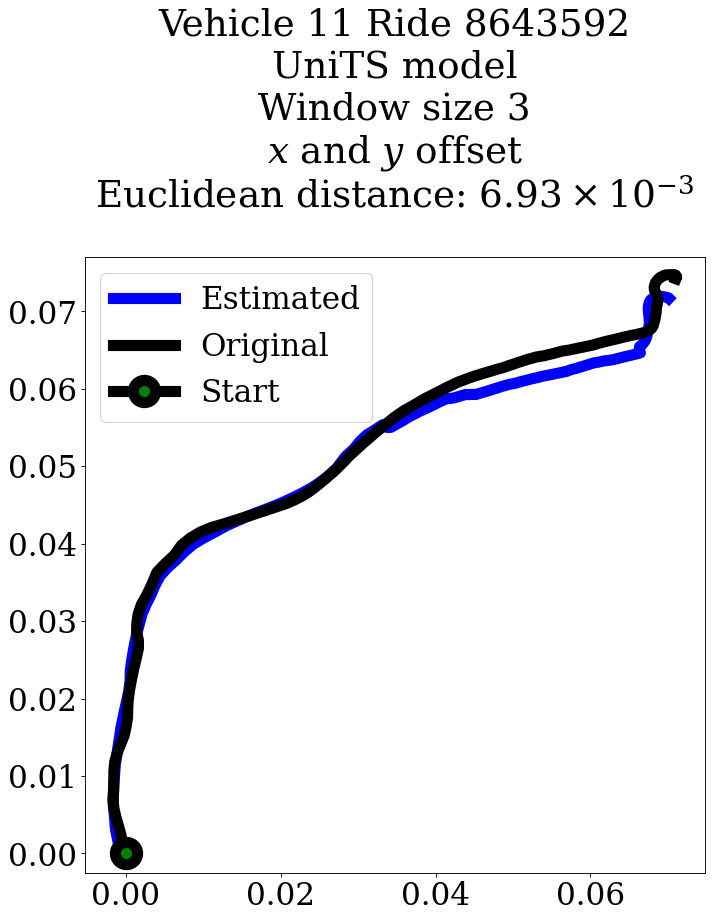 Vehicle 11 Ride 8643592
UniTS model
Window size 3
x and y offset
Euclidean distance: 6.93 × 10⁻³
Estimated
Original
Start
0.07
0.06
0.05
0.04
0.03
0.02
0.01
0.00
0.00 0.02 0.04 0.06